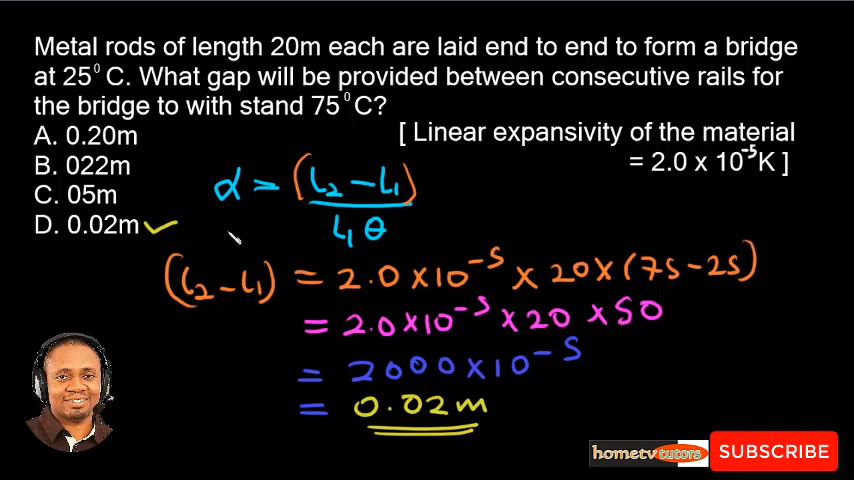 Metal rods of length 20m each are laid end to end to form a bridge
at 25⁰ C. What gap will be provided between consecutive rails for
the bridge to with stand 75⁰ C?
A. 0.20m
[ Linear expansivity of the material
B. 022m
= 2.0 x 10⁻⁵K ]
C. 05m
D. 0.02m ✓
α = (L₂ − L₁)
L₁ θ
(L₂ − L₁) = 2.0 × 10⁻⁵ × 20 × (75 − 25)
= 2.0 × 10⁻⁵ × 20 × 50
= 2000 × 10⁻⁵
= 0.02m
hometvtutors
SUBSCRIBE